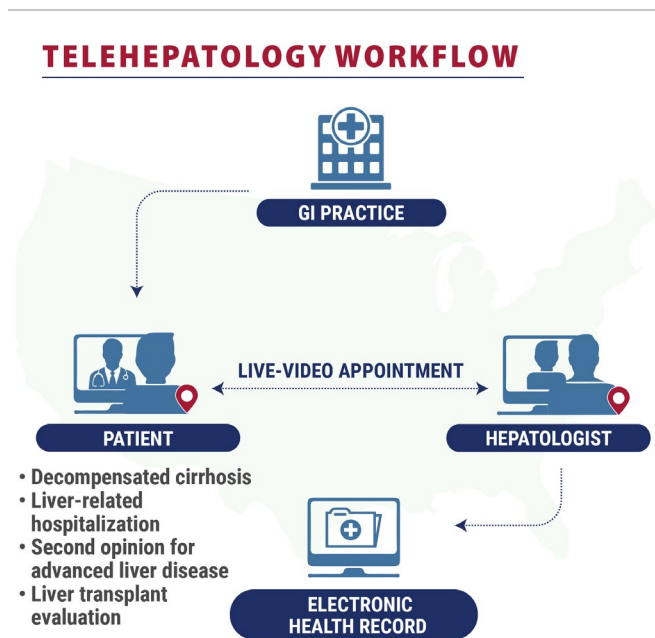 TELEHEPATOLOGY WORKFLOW
GI PRACTICE
LIVE-VIDEO APPOINTMENT
PATIENT
HEPATOLOGIST
• Decompensated cirrhosis
• Liver-related
hospitalization
• Second opinion for
advanced liver disease
• Liver transplant
evaluation
ELECTRONIC
HEALTH RECORD